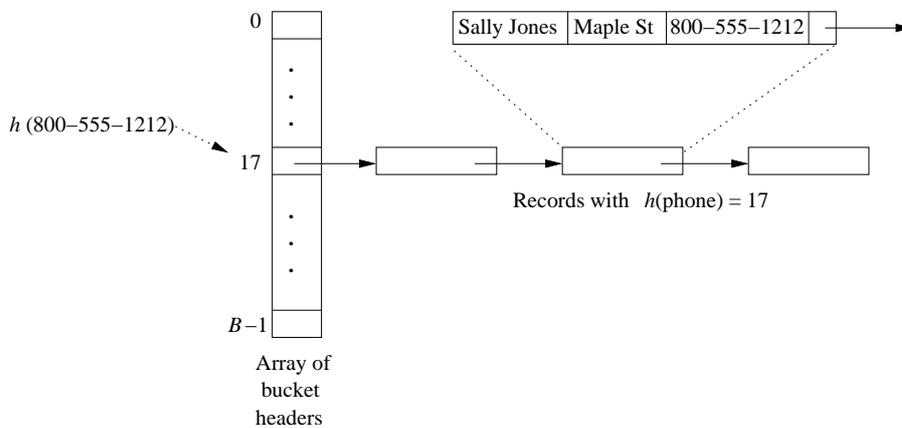 0
Sally Jones Maple St 800–555–1212
h (800–555–1212)
17
Records with h(phone) = 17
B–1
Array of
bucket
headers